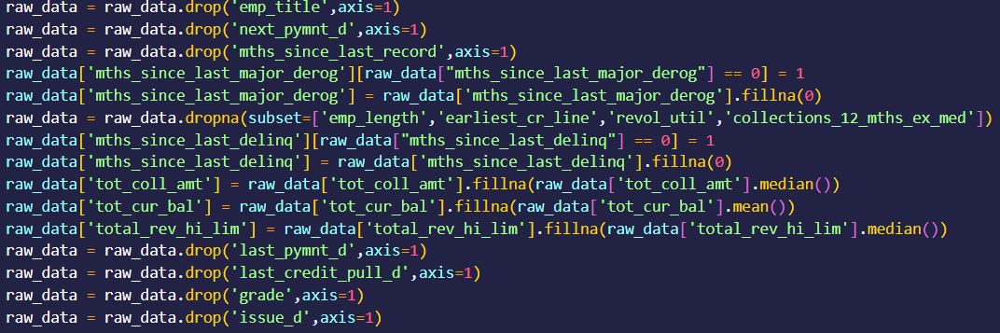 raw_data = raw_data.drop('emp_title',axis=1)
raw_data = raw_data.drop('next_pymnt_d',axis=1)
raw_data = raw_data.drop('mths_since_last_record',axis=1)
raw_data['mths_since_last_major_derog'][raw_data["mths_since_last_major_derog"] == 0] = 1
raw_data['mths_since_last_major_derog'] = raw_data['mths_since_last_major_derog'].fillna(0)
raw_data = raw_data.dropna(subset=['emp_length','earliest_cr_line','revol_util','collections_12_mths_ex_med'])
raw_data['mths_since_last_delinq'][raw_data["mths_since_last_delinq"] == 0] = 1
raw_data['mths_since_last_delinq'] = raw_data['mths_since_last_delinq'].fillna(0)
raw_data['tot_coll_amt'] = raw_data['tot_coll_amt'].fillna(raw_data['tot_coll_amt'].median())
raw_data['tot_cur_bal'] = raw_data['tot_cur_bal'].fillna(raw_data['tot_cur_bal'].mean())
raw_data['total_rev_hi_lim'] = raw_data['total_rev_hi_lim'].fillna(raw_data['total_rev_hi_lim'].median())
raw_data = raw_data.drop('last_pymnt_d',axis=1)
raw_data = raw_data.drop('last_credit_pull_d',axis=1)
raw_data = raw_data.drop('grade',axis=1)
raw_data = raw_data.drop('issue_d',axis=1)